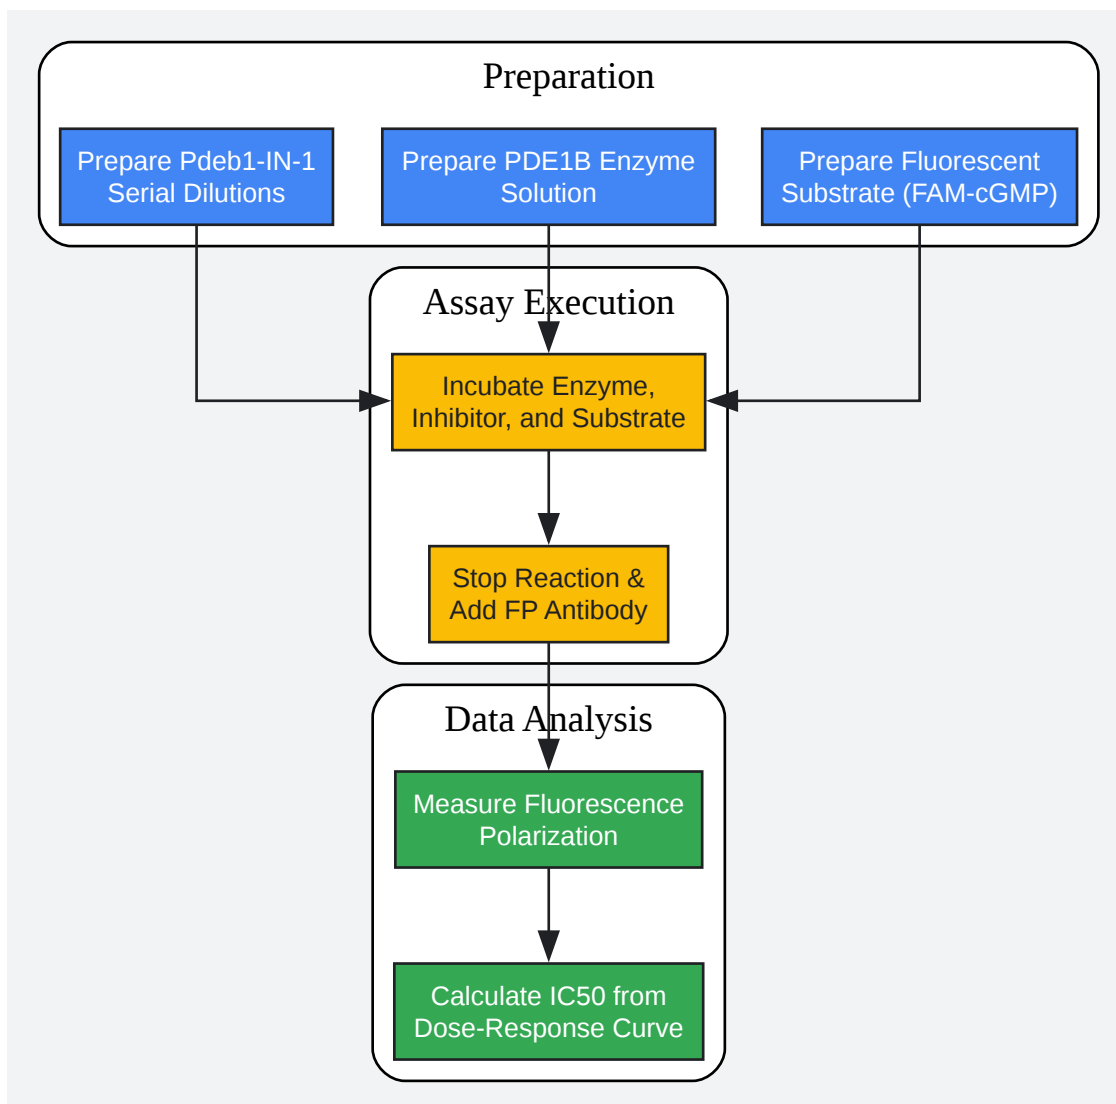 Preparation
Prepare Pdeb1-IN-1
Serial Dilutions
Prepare PDE1B Enzyme
Solution
Prepare Fluorescent
Substrate (FAM-cGMP)
Assay Execution
Incubate Enzyme,
Inhibitor, and Substrate
Stop Reaction &
Add FP Antibody
Data Analysis
Measure Fluorescence
Polarization
Calculate IC50 from
Dose-Response Curve